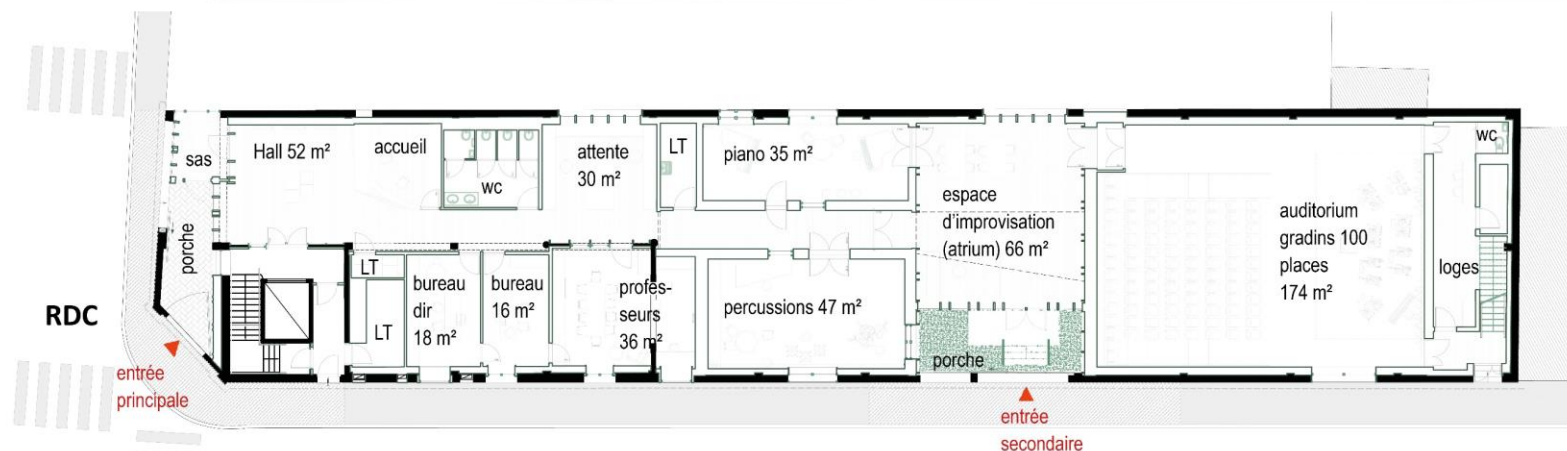 sas
Hall 52 m²
accueil
wc
attente
30 m²
LT
piano 35 m²
espace
d’improvisation
(atrium) 66 m²
auditorium
gradins 100
places
174 m²
wc
loges
porche
RDC
LT
LT
bureau
dir
18 m²
bureau
16 m²
profes-
seurs
36 m²
percussions 47 m²
porche
entrée
principale
entrée
secondaire